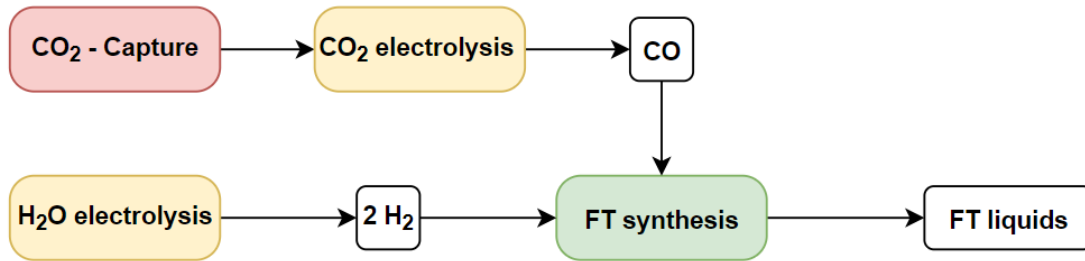 CO₂ - Capture
CO₂ electrolysis
CO
H₂O electrolysis
2 H₂
FT synthesis
FT liquids